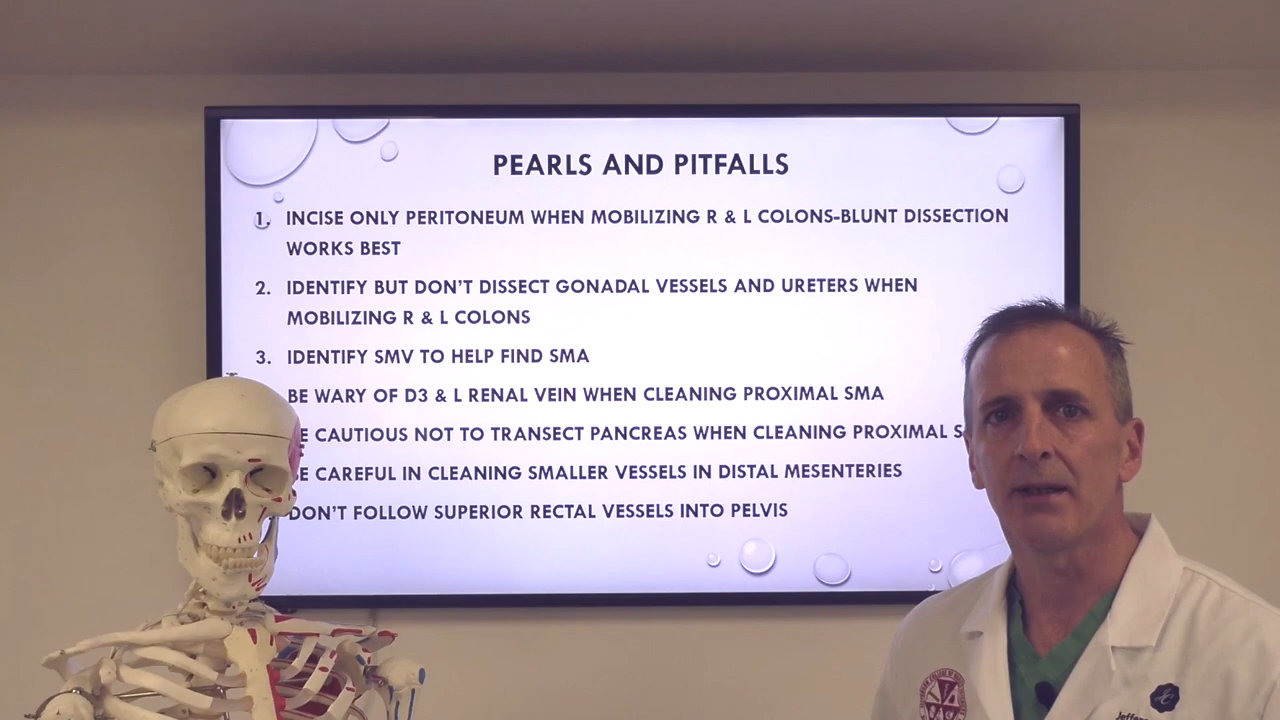 PEARLS AND PITFALLS
1. INCISE ONLY PERITONEUM WHEN MOBILIZING R & L COLONS-BLUNT DISSECTION
WORKS BEST
2. IDENTIFY BUT DON'T DISSECT GONADAL VESSELS AND URETERS WHEN
MOBILIZING R & L COLONS
3. IDENTIFY SMV TO HELP FIND SMA
BE WARY OF D3 & L RENAL VEIN WHEN CLEANING PROXIMAL SMA
CAUTIOUS NOT TO TRANSECT PANCREAS WHEN CLEANING PROXIMAL
CAREFUL IN CLEANING SMALLER VESSELS IN DISTAL MESENTERIES
DON'T FOLLOW SUPERIOR RECTAL VESSELS INTO PELVIS